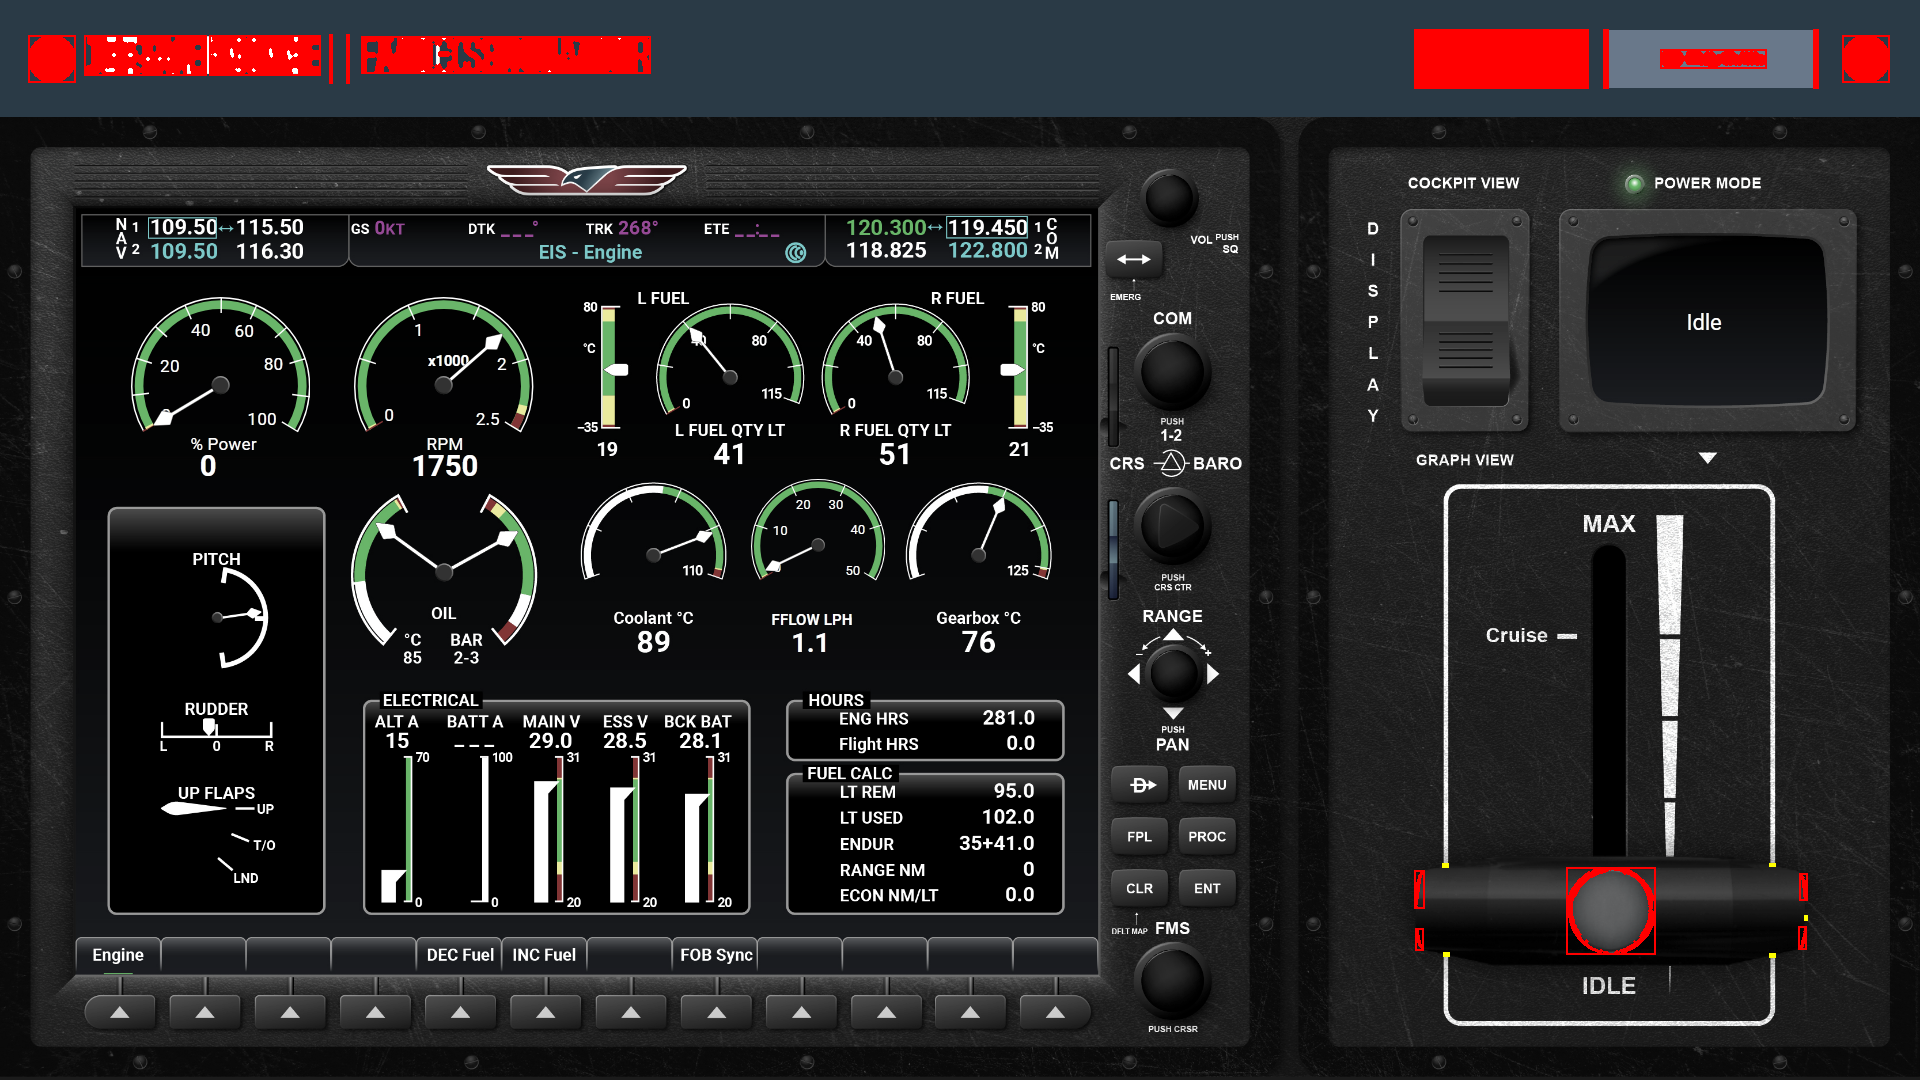 N 1 109.50 ↔ 115.50
A
V 2 109.50 116.30
GS 0KT DTK _ _ _° TRK 268° ETE _ _:_ _
EIS - Engine
120.300 ↔ 119.450 1 C
O
118.825 122.800 2 M
40 60
20 80
0 100
% Power
0
1 2
x1000
0 2.5
RPM
1750
80 L FUEL
°C
-35
19
40 80
0 115
L FUEL QTY LT
41
R FUEL 80
40 80
°C
0 115
-35
R FUEL QTY LT
51
21
PITCH
RUDDER
L 0 R
UP FLAPS
UP
T/O
LND
OIL
°C BAR
85 2-3
110
Coolant °C
89
20 30
10 40
0 50
FFLOW LPH
1.1
125
Gearbox °C
76
ELECTRICAL
ALT A BATT A MAIN V ESS V BCK BAT
15 _ _ _ 29.0 28.5 28.1
70 100 31 31 31
0 0 20 20 20
HOURS
ENG HRS 281.0
Flight HRS 0.0
FUEL CALC
LT REM 95.0
LT USED 102.0
ENDUR 35+41.0
RANGE NM 0
ECON NM/LT 0.0
Engine DEC Fuel INC Fuel FOB Sync
VOL PUSH
SQ
EMERG
COM
PUSH
1-2
CRS BARO
PUSH
CRS CTR
RANGE
- +
PUSH
PAN
D MENU
FPL PROC
CLR ENT
DFLT MAP FMS
PUSH CRSR
COCKPIT VIEW POWER MODE
DISPLAY
Idle
GRAPH VIEW
MAX
Cruise
IDLE